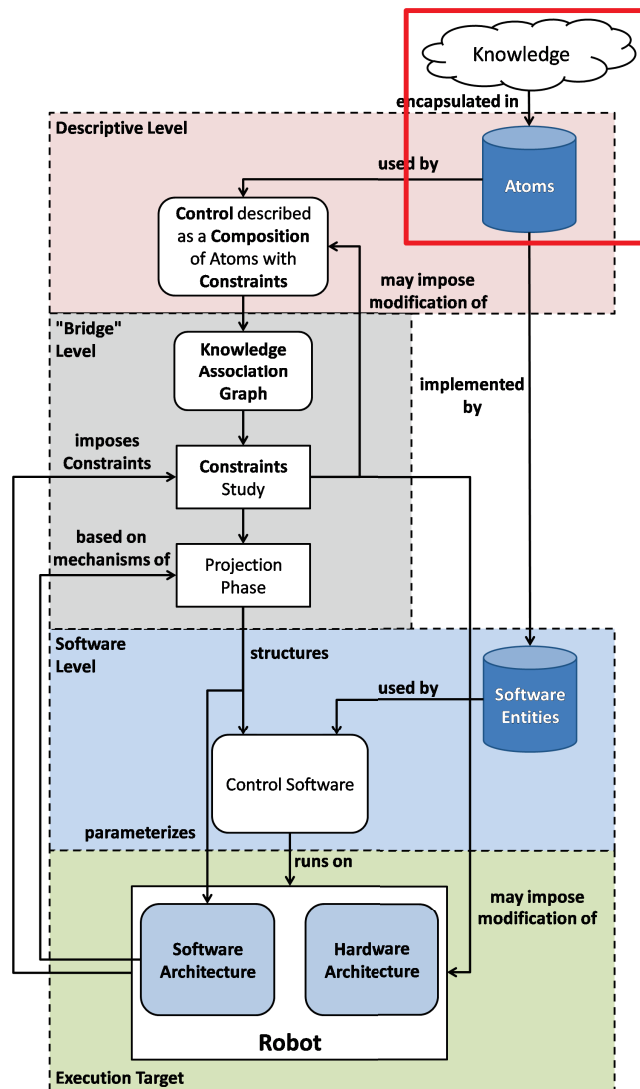 Knowledge
encapsulated in
Descriptive Level
used by
Atoms
Control described
as a Composition
of Atoms with
Constraints
may impose
modification of
"Bridge"
Level
Knowledge
Association
Graph
implemented
by
imposes
Constraints
Constraints
Study
based on
mechanisms of
Projection
Phase
Software
Level
structures
used by
Software
Entities
Control Software
parameterizes
runs on
may impose
modification of
Software
Architecture
Hardware
Architecture
Robot
Execution Target